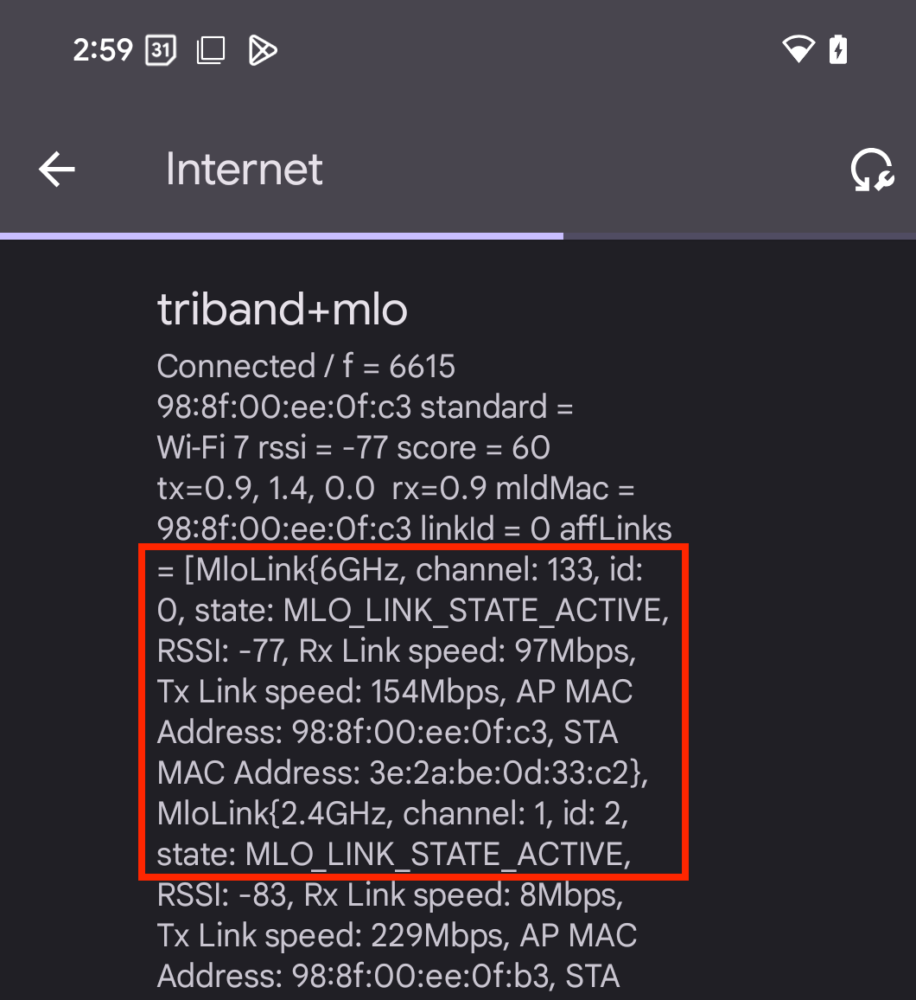 2:59 31
Internet
triband+mlo
Connected / f = 6615
98:8f:00:ee:0f:c3 standard =
Wi-Fi 7 rssi = -77 score = 60
tx=0.9, 1.4, 0.0  rx=0.9 mldMac =
98:8f:00:ee:0f:c3 linkId = 0 affLinks
= [MloLink{6GHz, channel: 133, id:
0, state: MLO_LINK_STATE_ACTIVE,
RSSI: -77, Rx Link speed: 97Mbps,
Tx Link speed: 154Mbps, AP MAC
Address: 98:8f:00:ee:0f:c3, STA
MAC Address: 3e:2a:be:0d:33:c2},
MloLink{2.4GHz, channel: 1, id: 2,
state: MLO_LINK_STATE_ACTIVE,
RSSI: -83, Rx Link speed: 8Mbps,
Tx Link speed: 229Mbps, AP MAC
Address: 98:8f:00:ee:0f:b3, STA